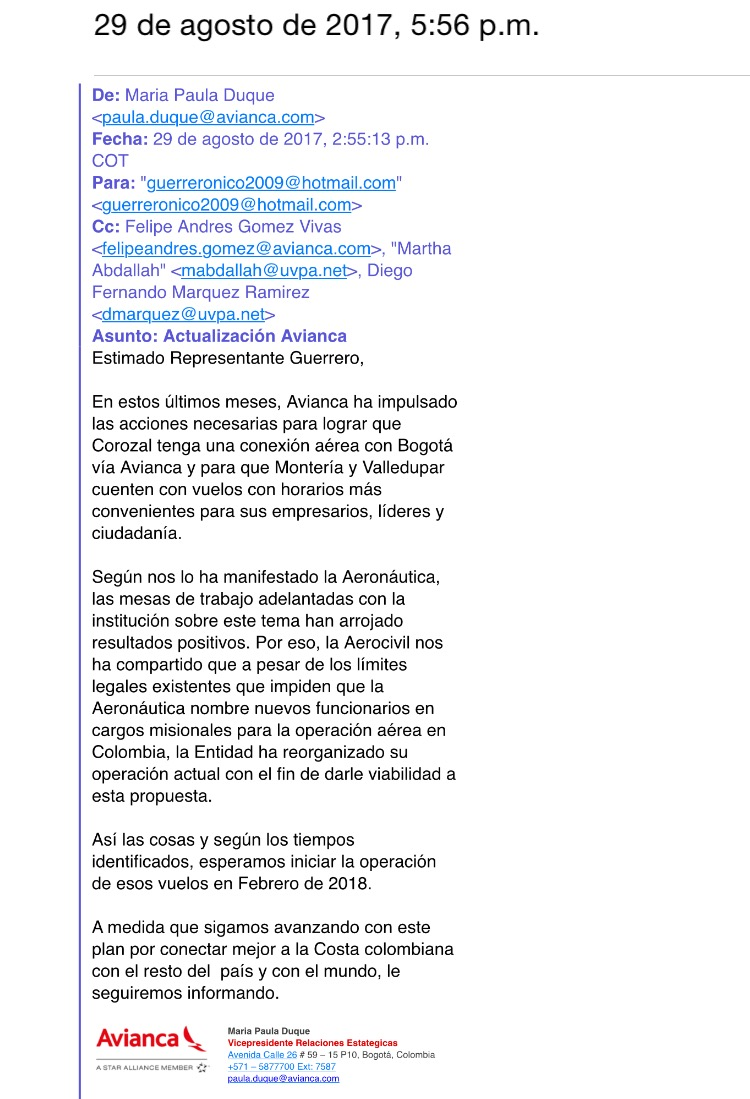 29 de agosto de 2017, 5:56 p.m.
De: Maria Paula Duque
<paula.duque@avianca.com>
Fecha: 29 de agosto de 2017, 2:55:13 p.m.
COT
Para: "guerreronico2009@hotmail.com"
<guerreronico2009@hotmail.com>
Cc: Felipe Andres Gomez Vivas
<felipeandres.gomez@avianca.com>, "Martha
Abdallah" <mabdallah@uvpa.net>, Diego
Fernando Marquez Ramirez
<dmarquez@uvpa.net>
Asunto: Actualización Avianca
Estimado Representante Guerrero,
En estos últimos meses, Avianca ha impulsado
las acciones necesarias para lograr que
Corozal tenga una conexión aérea con Bogotá
vía Avianca y para que Montería y Valledupar
cuenten con vuelos con horarios más
convenientes para sus empresarios, líderes y
ciudadanía.
Según nos lo ha manifestado la Aeronáutica,
las mesas de trabajo adelantadas con la
institución sobre este tema han arrojado
resultados positivos. Por eso, la Aerocivil nos
ha compartido que a pesar de los límites
legales existentes que impiden que la
Aeronáutica nombre nuevos funcionarios en
cargos misionales para la operación aérea en
Colombia, la Entidad ha reorganizado su
operación actual con el fin de darle viabilidad a
esta propuesta.
Así las cosas y según los tiempos
identificados, esperamos iniciar la operación
de esos vuelos en Febrero de 2018.
A medida que sigamos avanzando con este
plan por conectar mejor a la Costa colombiana
con el resto del  país y con el mundo, le
seguiremos informando.
Avianca
A STAR ALLIANCE MEMBER
Maria Paula Duque
Vicepresidente Relaciones Estategicas
Avenida Calle 26 # 59 – 15 P10, Bogotá, Colombia
+571 – 5877700 Ext: 7587
paula.duque@avianca.com